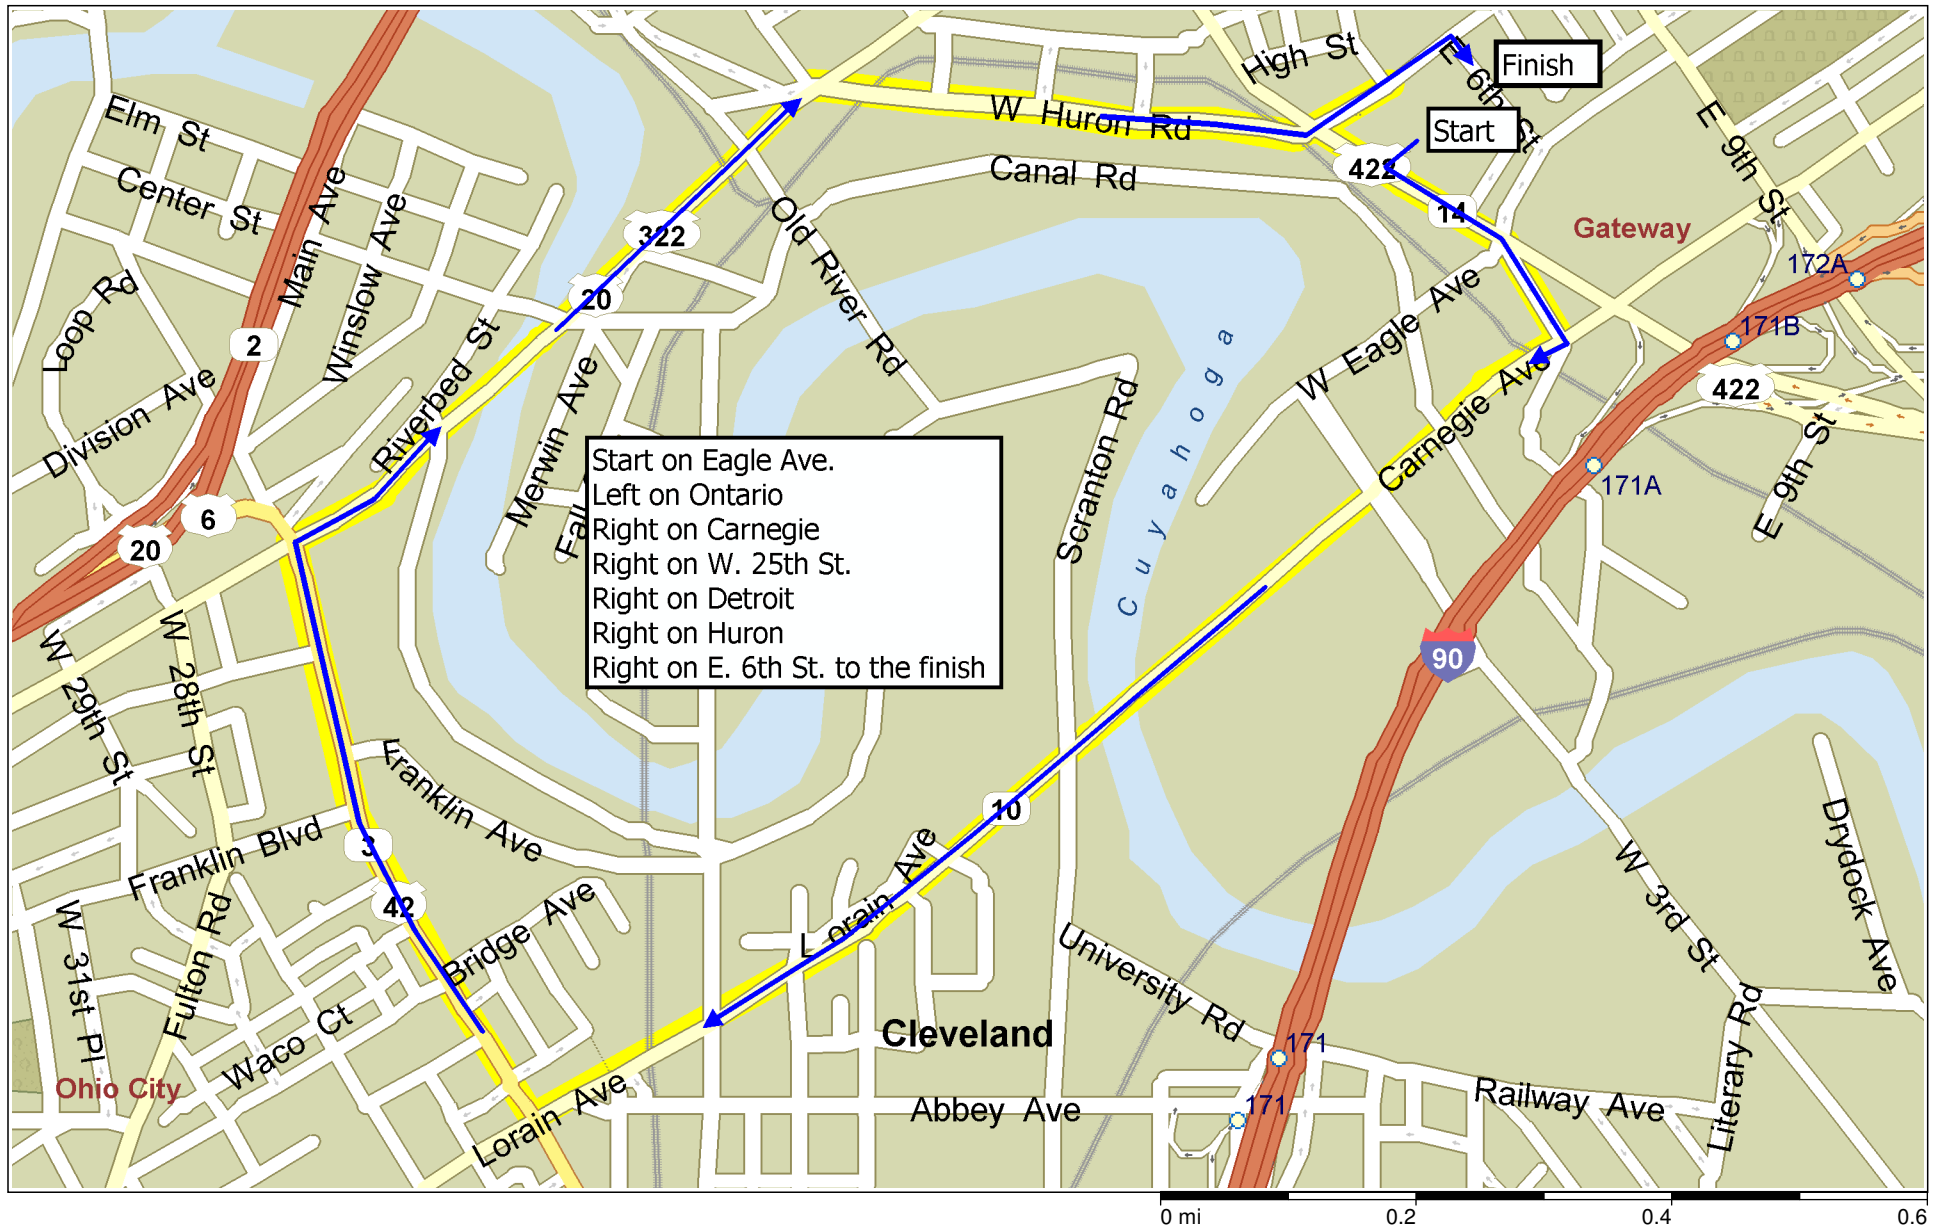 High St
E 6th St
Finish
Start
W Huron Rd
422
14
E 9th St
Gateway
172A
171B
422
171A
E 9th St
Elm St
Center St
Main Ave
Winslow Ave
Loop Rd
Division Ave
2
6
20
Riverbed St
322
20
Canal Rd
Old River Rd
W Eagle Ave
Carnegie Ave
Merwin Ave
Fal
Scranton Rd
Cuyahoga
Start on Eagle Ave.
Left on Ontario
Right on Carnegie
Right on W. 25th St.
Right on Detroit
Right on Huron
Right on E. 6th St. to the finish
90
W 29th St
W 28th St
Franklin Ave
Franklin Blvd
3
42
Bridge Ave
10
Lorain Ave
W 31st Pl
Fulton Rd
Waco Ct
Ohio City
Lorain Ave
Cleveland
Abbey Ave
University Rd
171
171
W 3rd St
Drydock Ave
Literary Rd
Railway Ave
0 mi
0.2
0.4
0.6